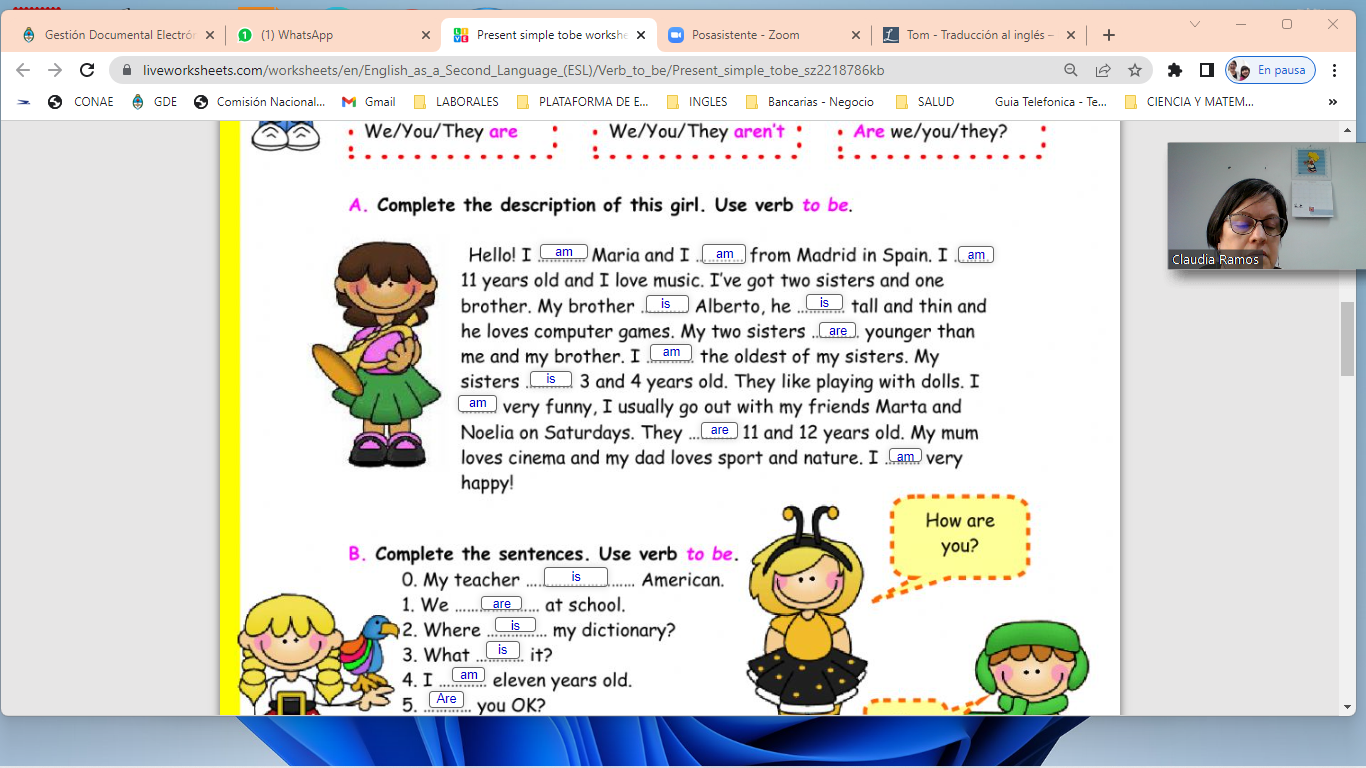 Gestión Documental Electrón
(1) WhatsApp
Present simple tobe workshe
Posasistente - Zoom
Tom - Traducción al inglés –
liveworksheets.com/worksheets/en/English_as_a_Second_Language_(ESL)/Verb_to_be/Present_simple_tobe_sz2218786kb
En pausa
CONAE
GDE
Comisión Nacional...
Gmail
LABORALES
PLATAFORMA DE E...
INGLES
Bancarias - Negocio
SALUD
Guia Telefonica - Te...
CIENCIA Y MATEM...
»
We/You/They are
We/You/They aren't
Are we/you/they?
Claudia Ramos
A. Complete the description of this girl. Use verb to be.
Hello! I am Maria and I am from Madrid in Spain. I am
11 years old and I love music. I've got two sisters and one
brother. My brother is Alberto, he is tall and thin and
he loves computer games. My two sisters are younger than
me and my brother. I am the oldest of my sisters. My
sisters is 3 and 4 years old. They like playing with dolls. I
am very funny, I usually go out with my friends Marta and
Noelia on Saturdays. They are 11 and 12 years old. My mum
loves cinema and my dad loves sport and nature. I am very
happy!
How are
you?
B. Complete the sentences. Use verb to be.
0. My teacher is American.
1. We are at school.
2. Where is my dictionary?
3. What is it?
4. I am eleven years old.
5. Are you OK?